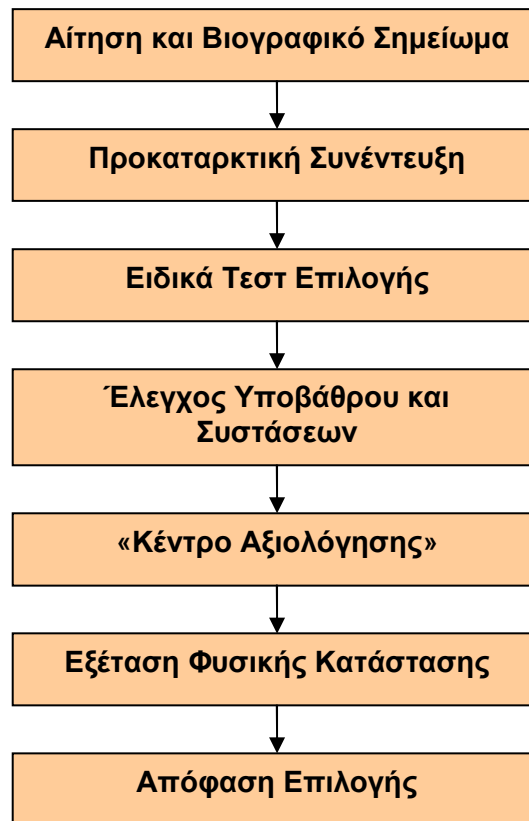 Αίτηση και Βιογραφικό Σημείωμα
Προκαταρκτική Συνέντευξη
Ειδικά Τεστ Επιλογής
Έλεγχος Υποβάθρου και
Συστάσεων
«Κέντρο Αξιολόγησης»
Εξέταση Φυσικής Κατάστασης
Απόφαση Επιλογής